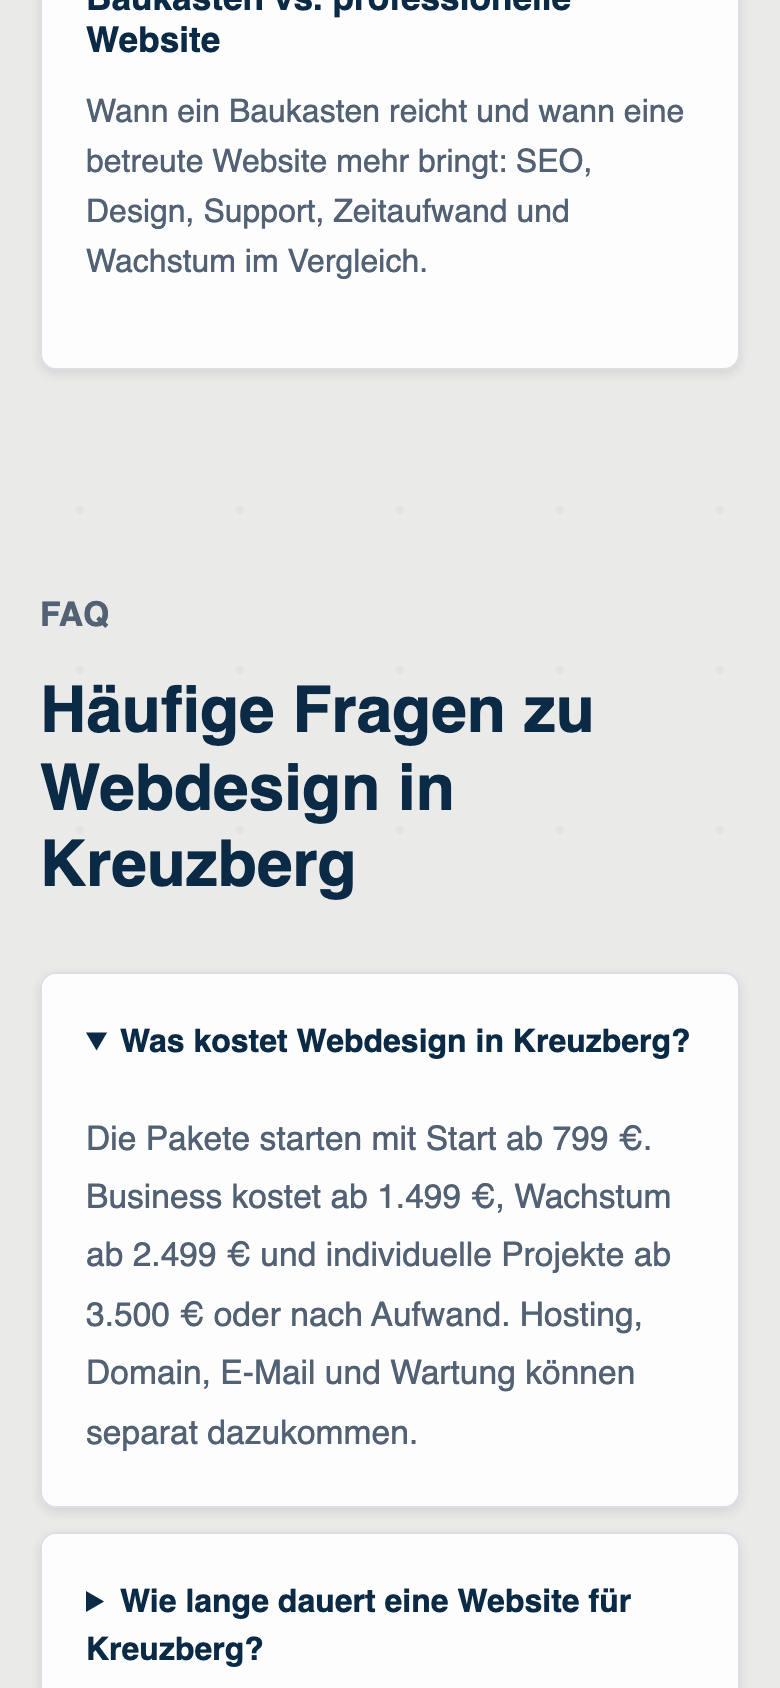 Baukasten vs. professionelle
Website
Wann ein Baukasten reicht und wann eine
betreute Website mehr bringt: SEO,
Design, Support, Zeitaufwand und
Wachstum im Vergleich.
FAQ
Häufige Fragen zu
Webdesign in
Kreuzberg
▼ Was kostet Webdesign in Kreuzberg?
Die Pakete starten mit Start ab 799 €.
Business kostet ab 1.499 €, Wachstum
ab 2.499 € und individuelle Projekte ab
3.500 € oder nach Aufwand. Hosting,
Domain, E-Mail und Wartung können
separat dazukommen.
▶ Wie lange dauert eine Website für
Kreuzberg?